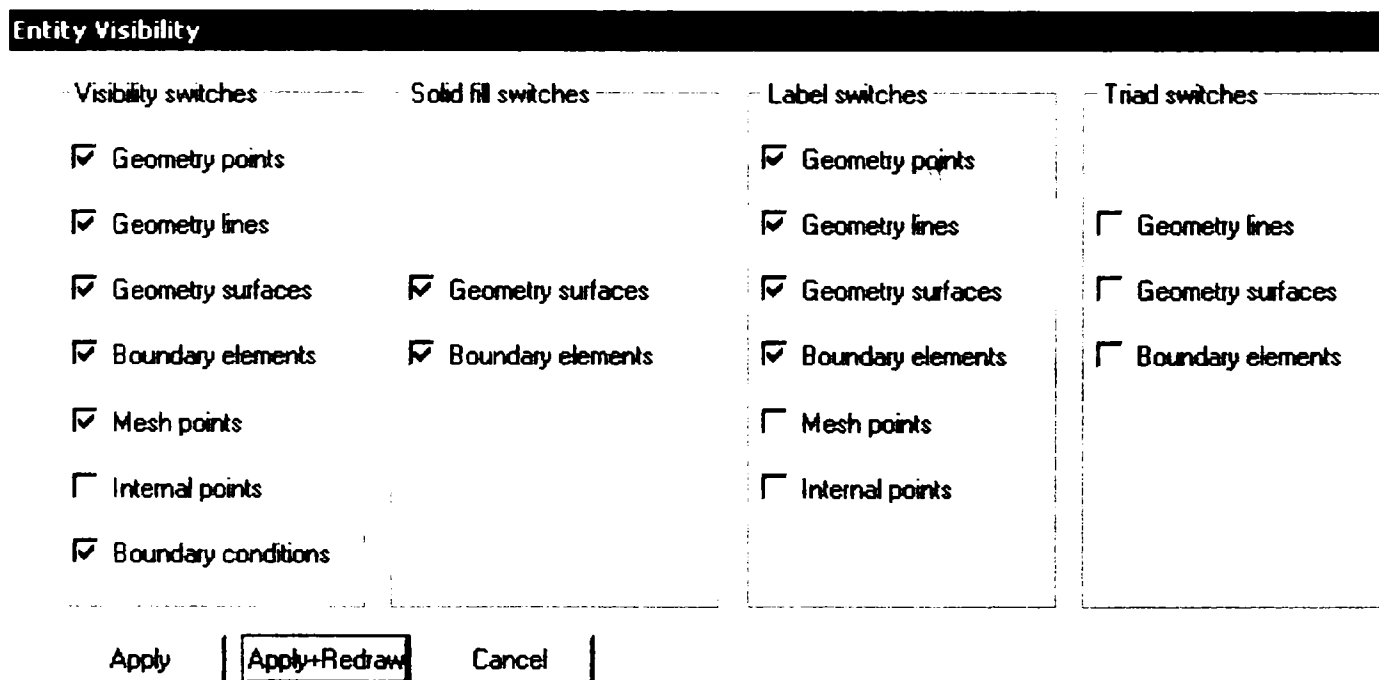 Entity Visibility
Visibility switches
Geometry points
Geometry lines
Geometry surfaces
Boundary elements
Mesh points
Internal points
Boundary conditions
Solid fill switches
Geometry surfaces
Boundary elements
Label switches
Geometry points
Geometry lines
Geometry surfaces
Boundary elements
Mesh points
Internal points
Triad switches
Geometry lines
Geometry surfaces
Boundary elements
Apply
Apply+Redraw
Cancel